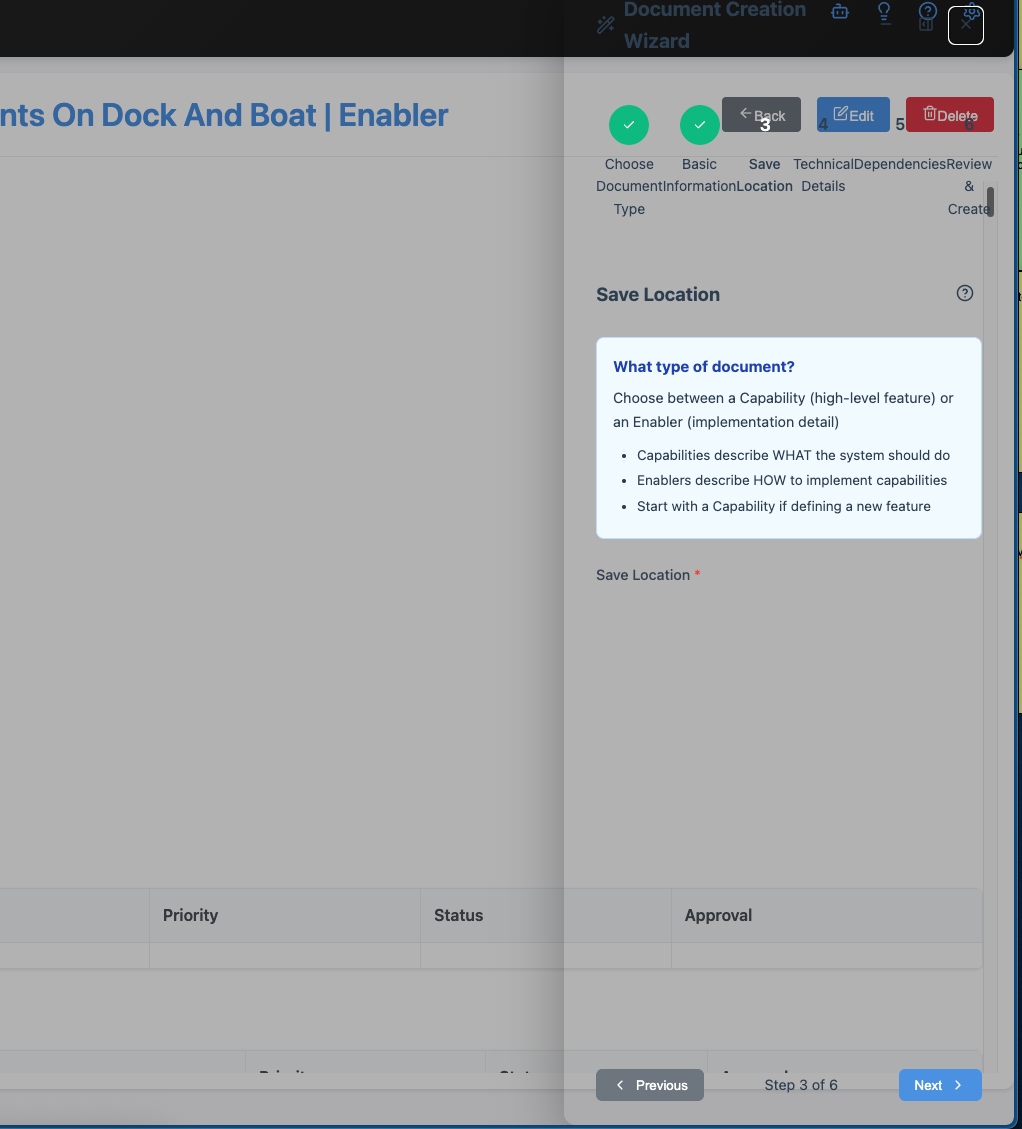 Document Creation
Wizard
nts On Dock And Boat | Enabler
Back
Edit
Delete
3
4
5
6
Choose
Document
Type
Basic
Information
Save
Location
Technical
Details
Dependencies
Review
&
Create
Save Location
What type of document?
Choose between a Capability (high-level feature) or
an Enabler (implementation detail)
• Capabilities describe WHAT the system should do
• Enablers describe HOW to implement capabilities
• Start with a Capability if defining a new feature
Save Location *
Priority
Status
Approval
Previous
Step 3 of 6
Next